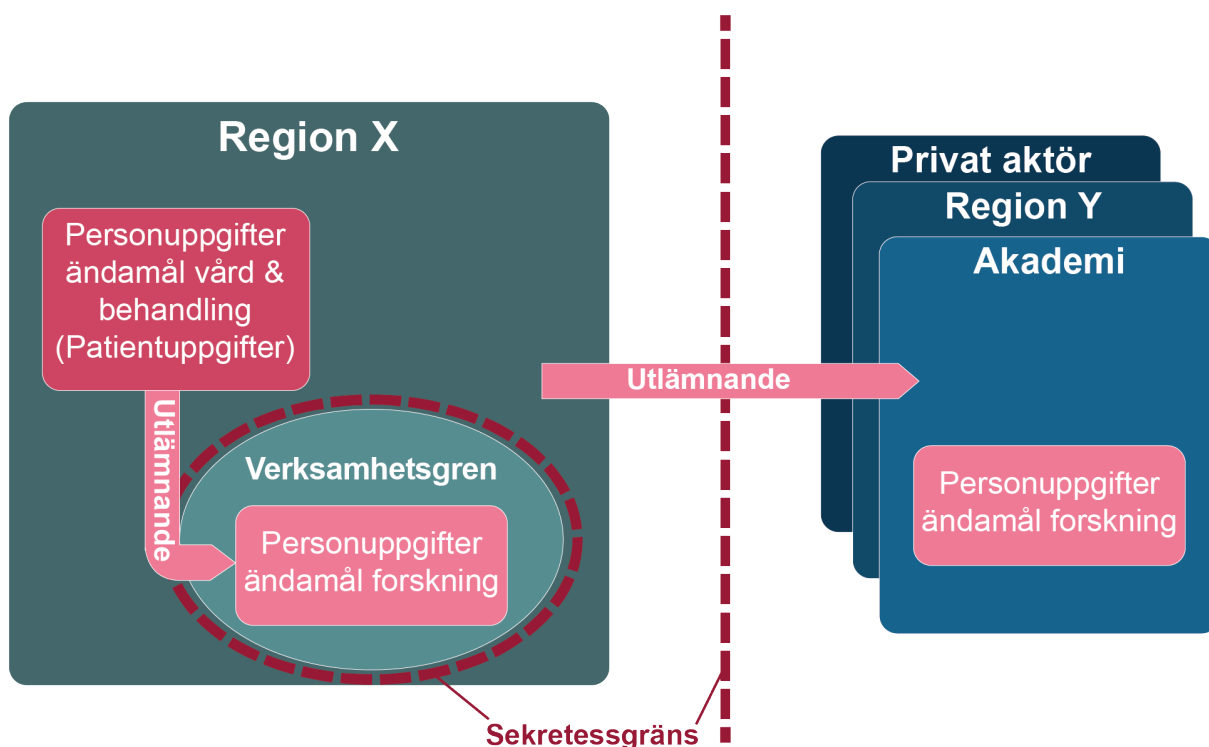 Region X
Personuppgifter
ändamål vård &
behandling
(Patientuppgifter)
Utlämnande
Verksamhetsgren
Personuppgifter
ändamål forskning
Utlämnande
Privat aktör
Region Y
Akademi
Personuppgifter
ändamål forskning
Sekretessgräns